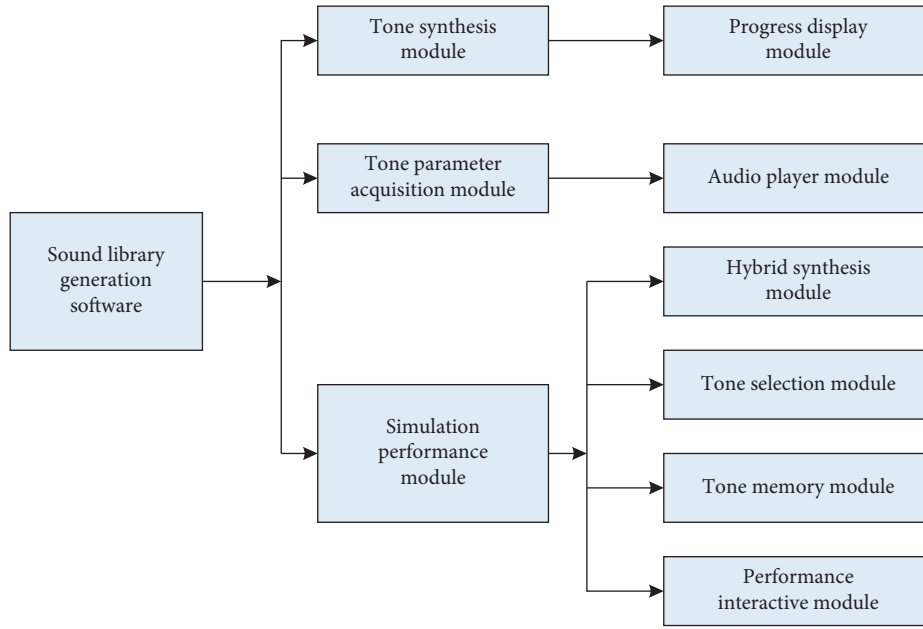 Sound library
generation
software
Tone synthesis
module
Progress display
module
Tone parameter
acquisition module
Audio player module
Simulation
performance
module
Hybrid synthesis
module
Tone selection module
Tone memory module
Performance
interactive module